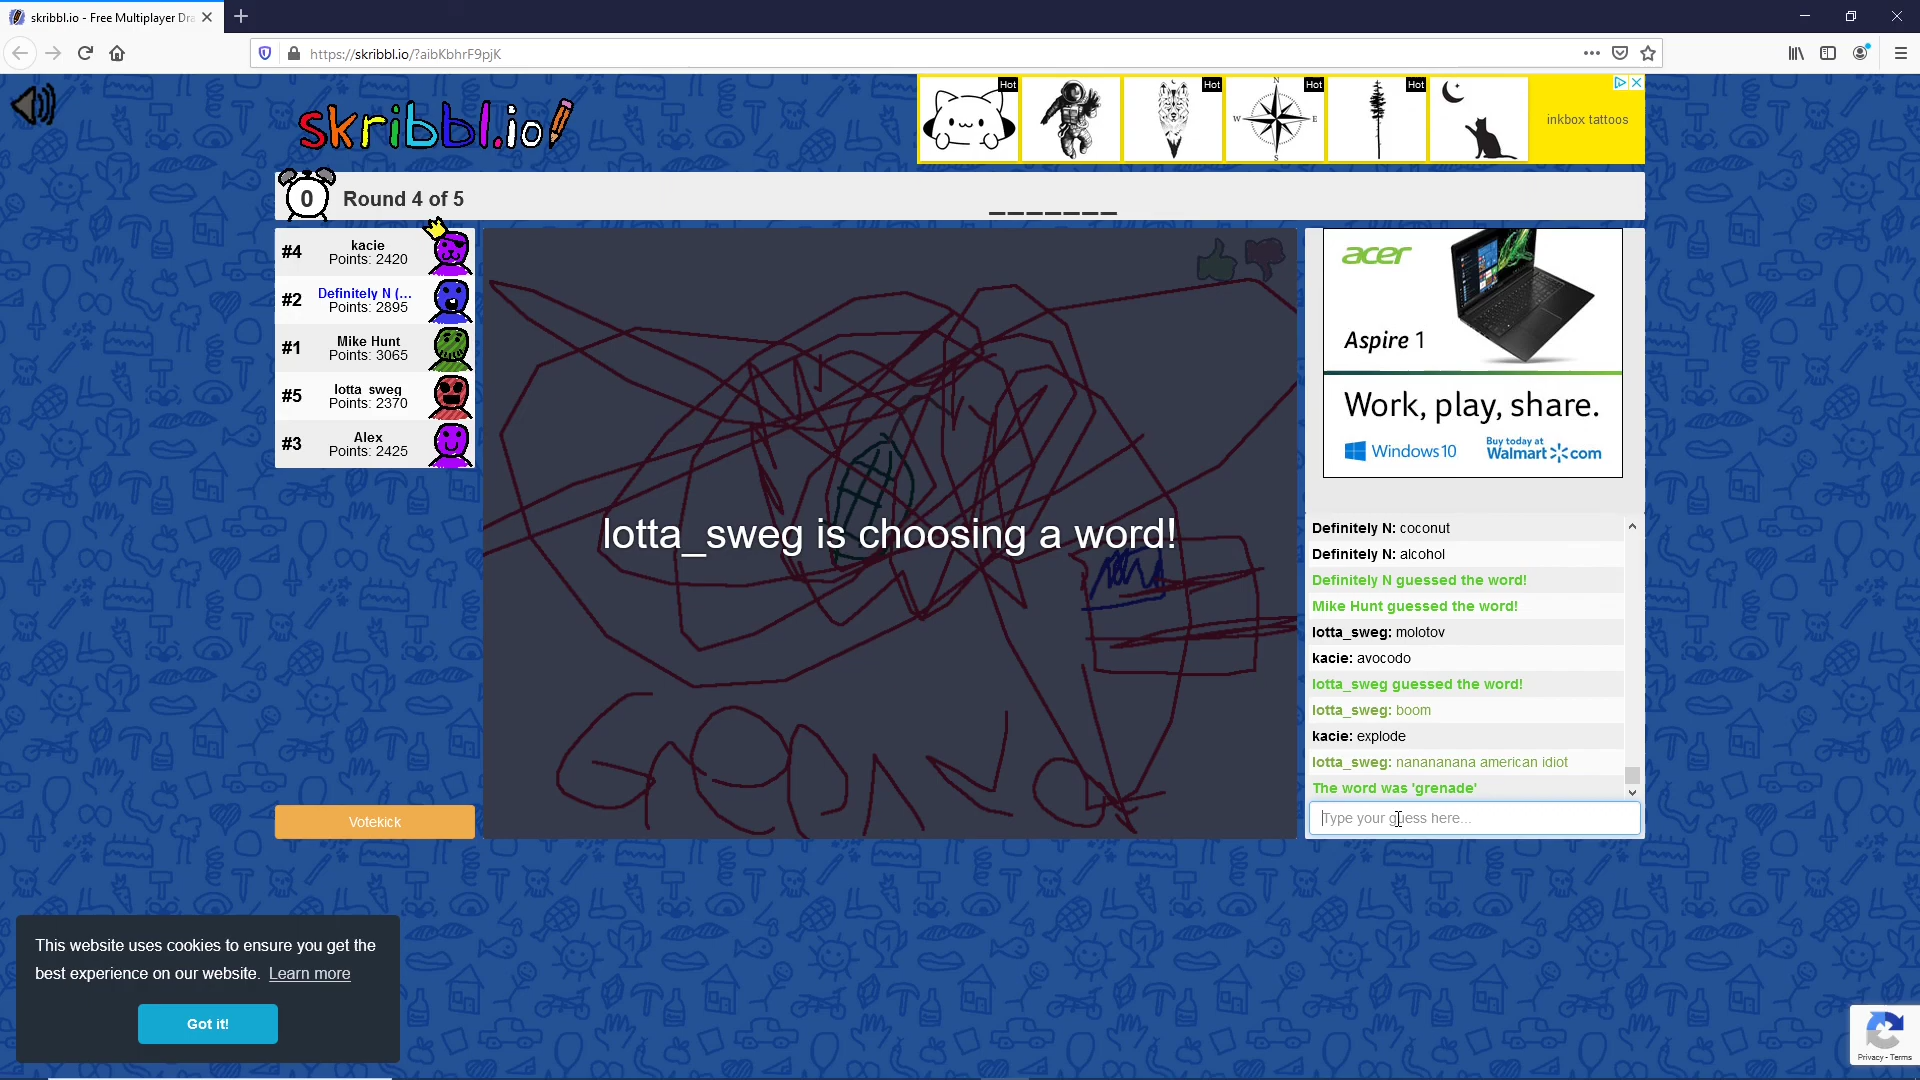 skribbl.io - Free Multiplayer Dra
https://skribbl.io/?aibKbhrF9pjK
skribbl.io
Hot
Hot
Hot
Hot
N
W E
S
inkbox tattoos
0
Round 4 of 5
_______
#4
kacie
Points: 2420
#2
Definitely N (...
Points: 2895
#1
Mike Hunt
Points: 3065
#5
lotta_sweg
Points: 2370
#3
Alex
Points: 2425
Votekick
lotta_sweg is choosing a word!
acer
Aspire 1
Work, play, share.
Windows 10
Buy today at
Walmart.com
Definitely N: coconut
Definitely N: alcohol
Definitely N guessed the word!
Mike Hunt guessed the word!
lotta_sweg: molotov
kacie: avocodo
lotta_sweg guessed the word!
lotta_sweg: boom
kacie: explode
lotta_sweg: nanananana american idiot
The word was 'grenade'
Type your guess here...
This website uses cookies to ensure you get the
best experience on our website. Learn more
Got it!
Privacy - Terms